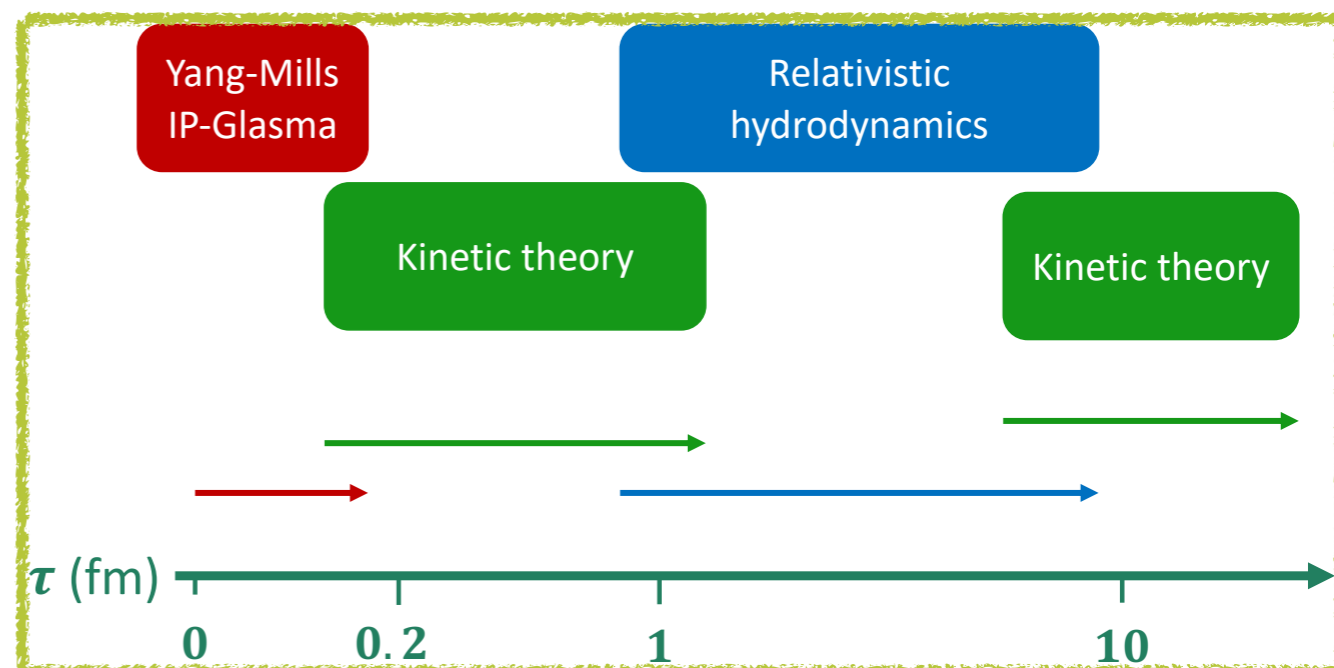 Yang-Mills
IP-Glasma
Relativistic
hydrodynamics
Kinetic theory
Kinetic theory
τ (fm)
0
0.2
1
10